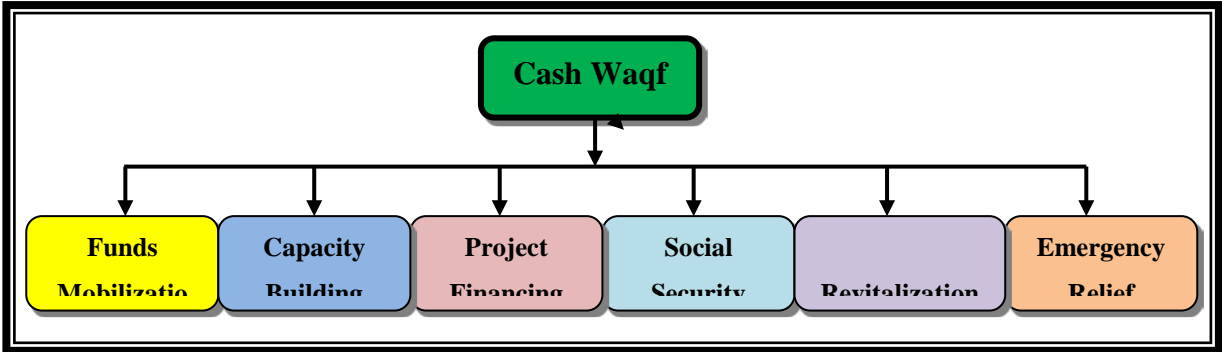 Cash Waqf
Funds
Mobilizatio
Capacity
Building
Project
Financing
Social
Security
Revitalization
Emergency
Relief